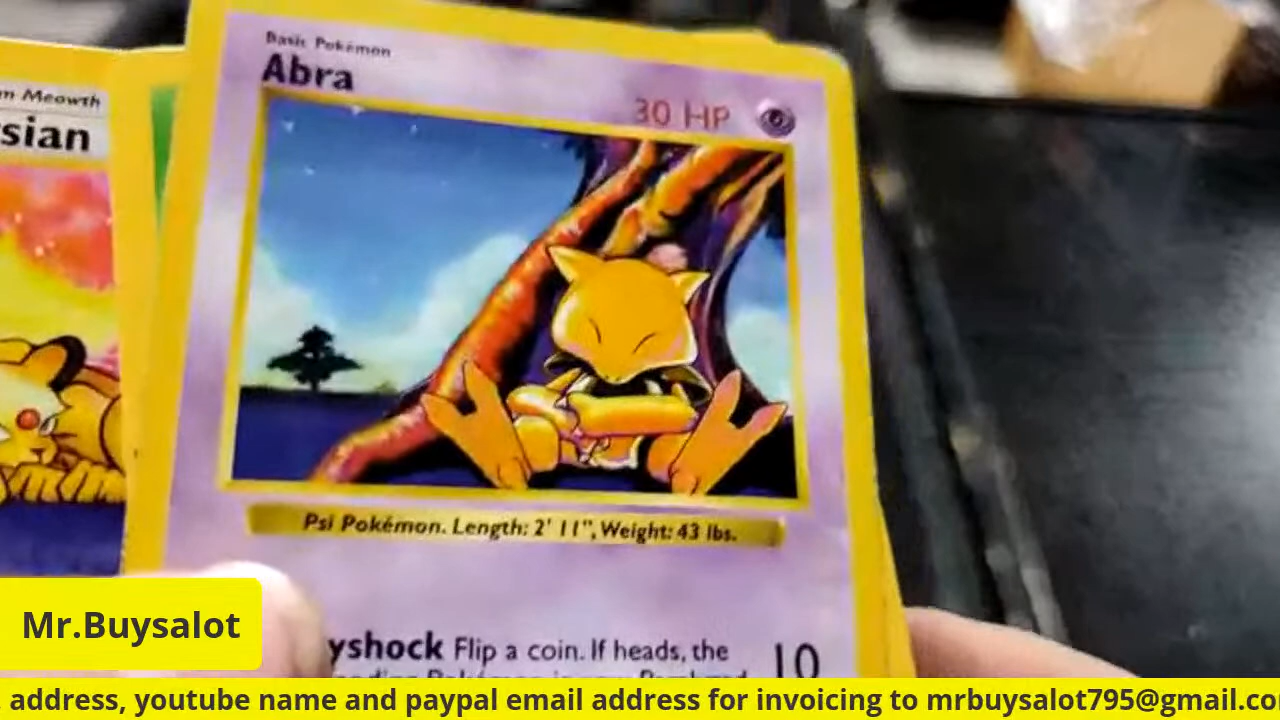 Basic Pokémon
Abra
30 HP
m Meowth
sian
Psi Pokémon. Length: 2' 11", Weight: 43 lbs.
yshock Flip a coin. If heads, the
10
Mr.Buysalot
address, youtube name and paypal email address for invoicing to mrbuysalot795@gmail.co